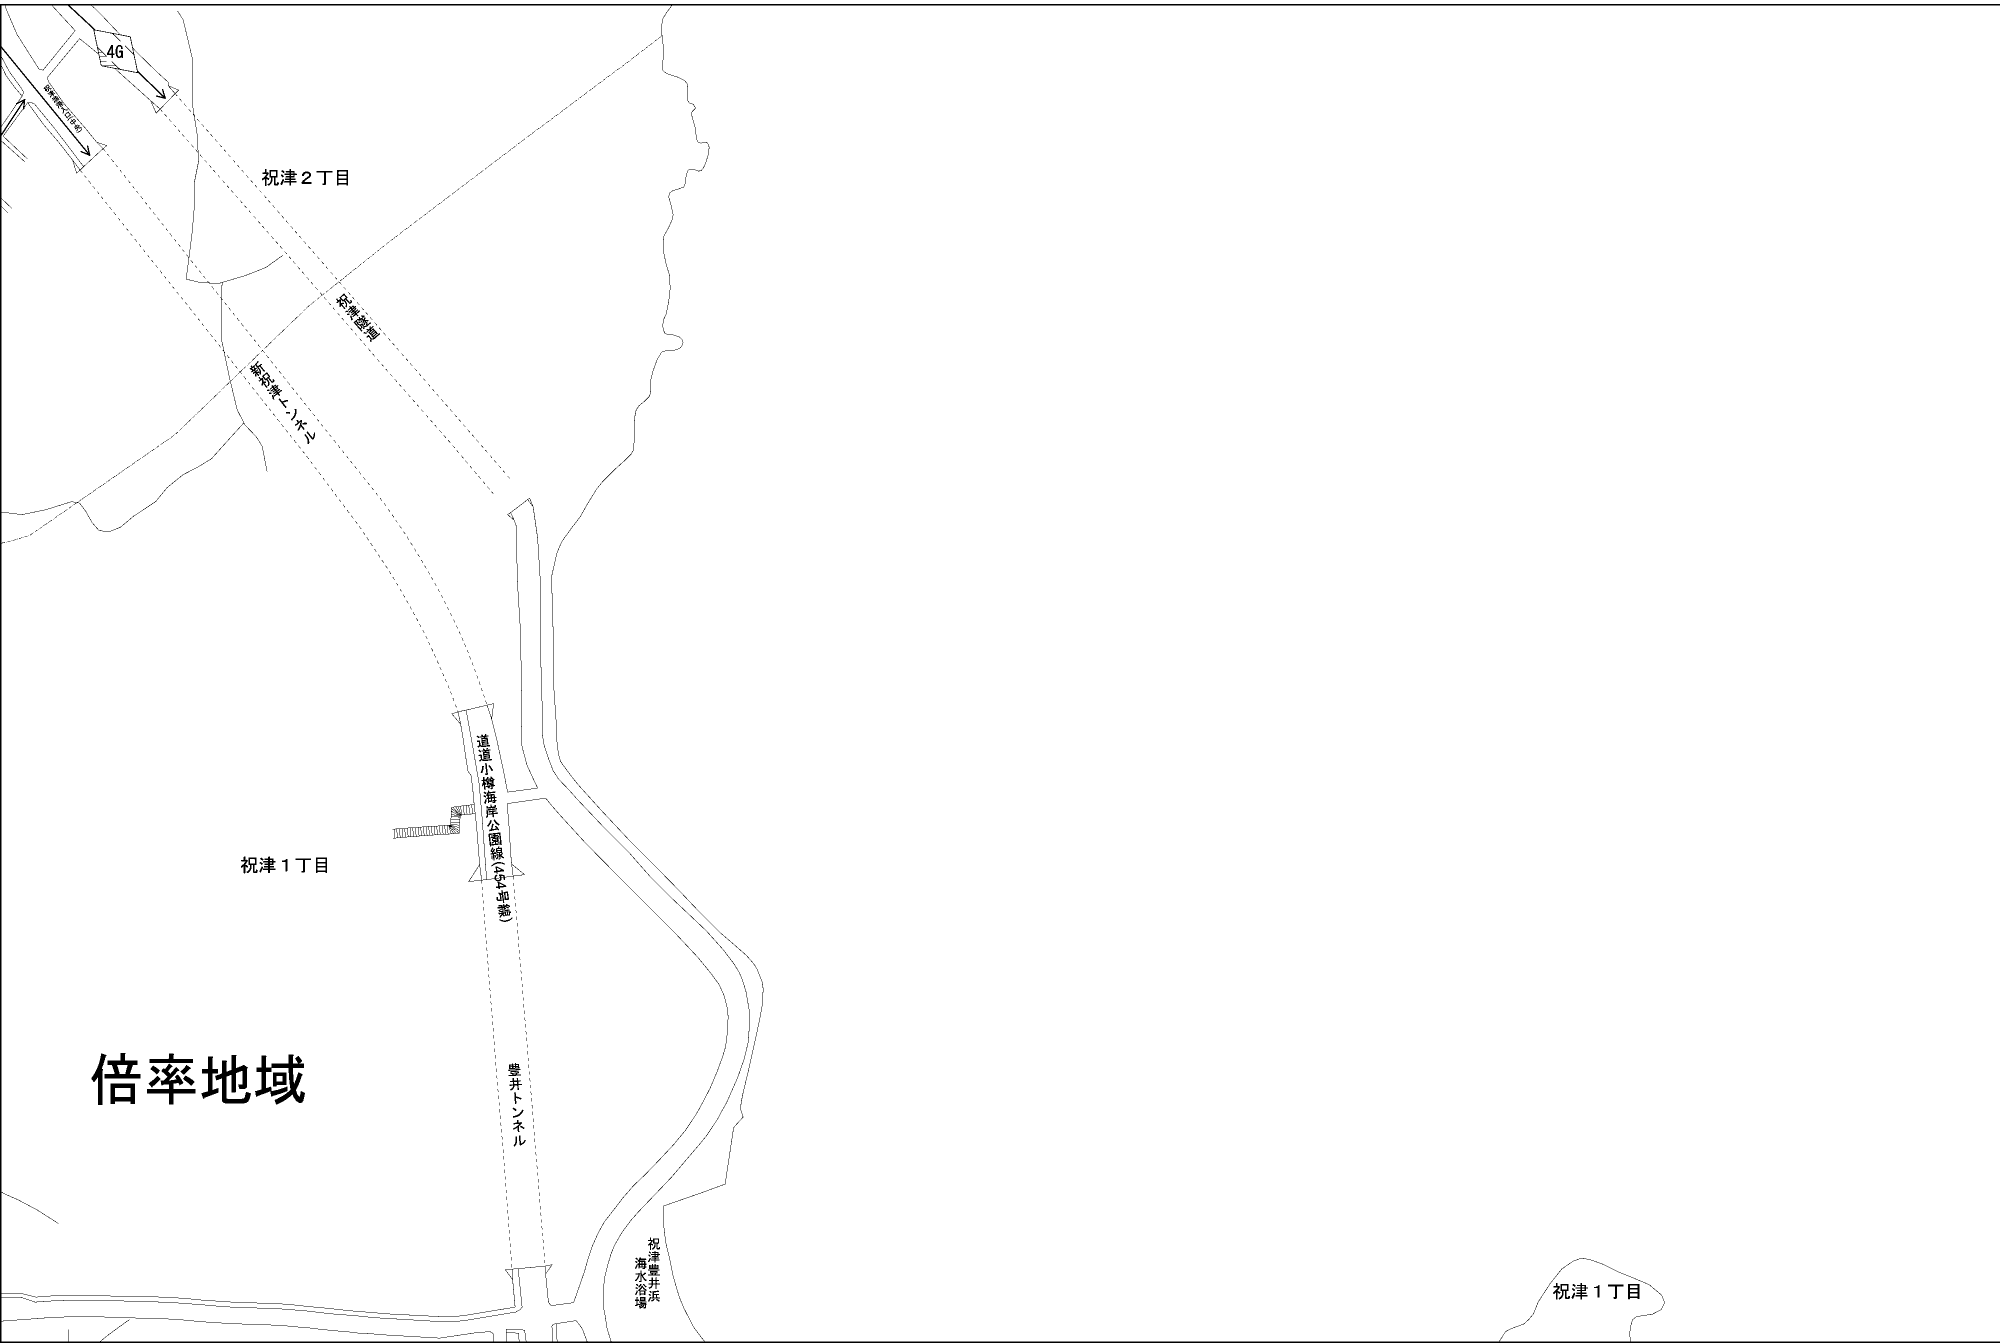 4G
祝津２丁目
祝津隧道
新祝津トンネル
道道小樽海岸公園線(454号線)
祝津１丁目
倍率地域
豊井トンネル
祝津豊井浜
海水浴場
祝津１丁目